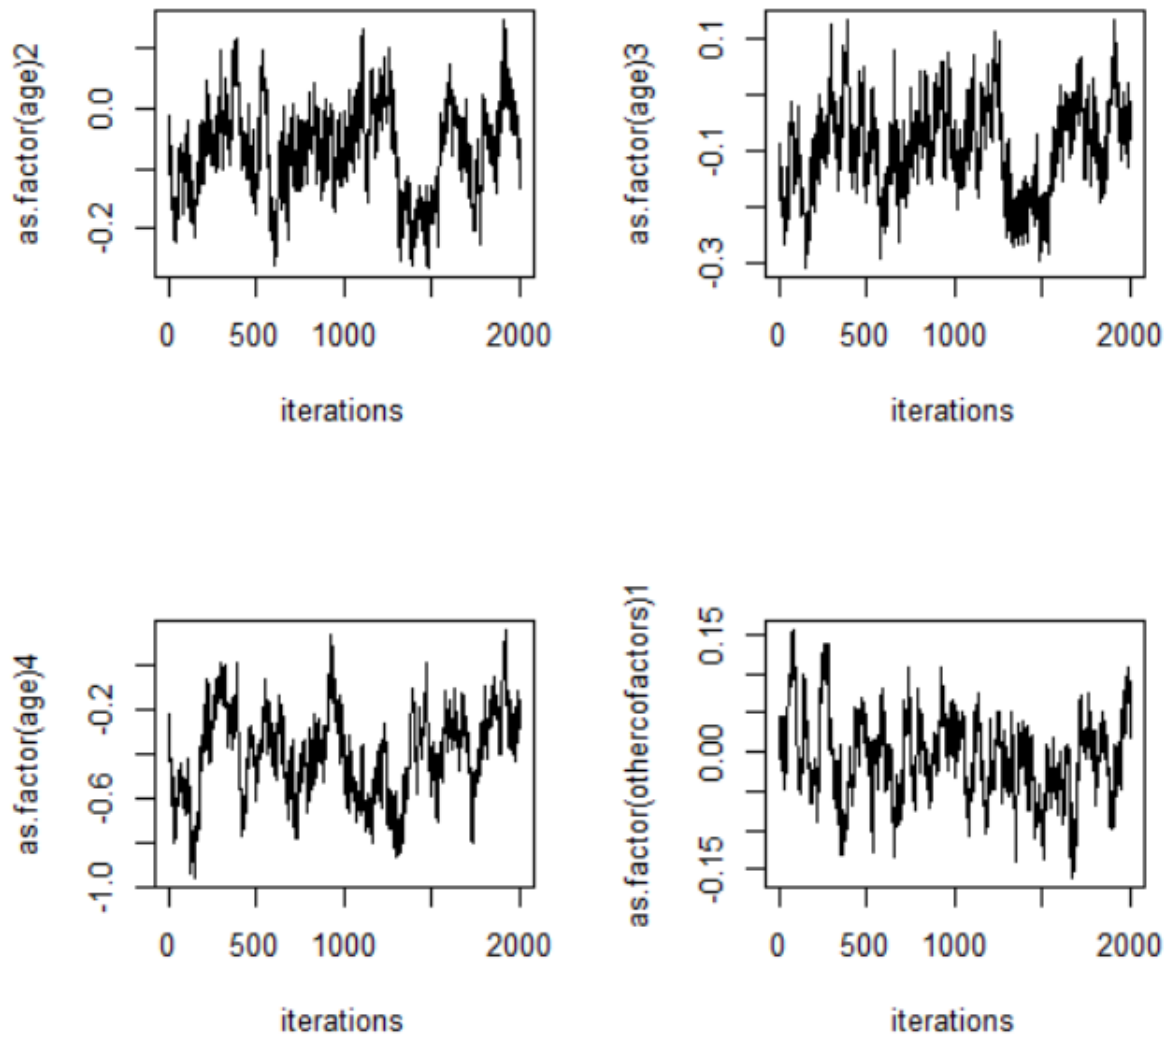 as.factor(age)2
0.0
-0.2
0 500 1000 2000
iterations
as.factor(age)3
0.1
-0.1
-0.3
0 500 1000 2000
iterations
as.factor(age)4
-0.2
-0.6
-1.0
0 500 1000 2000
iterations
as.factor(othercofactors)1
0.15
0.00
-0.15
0 500 1000 2000
iterations